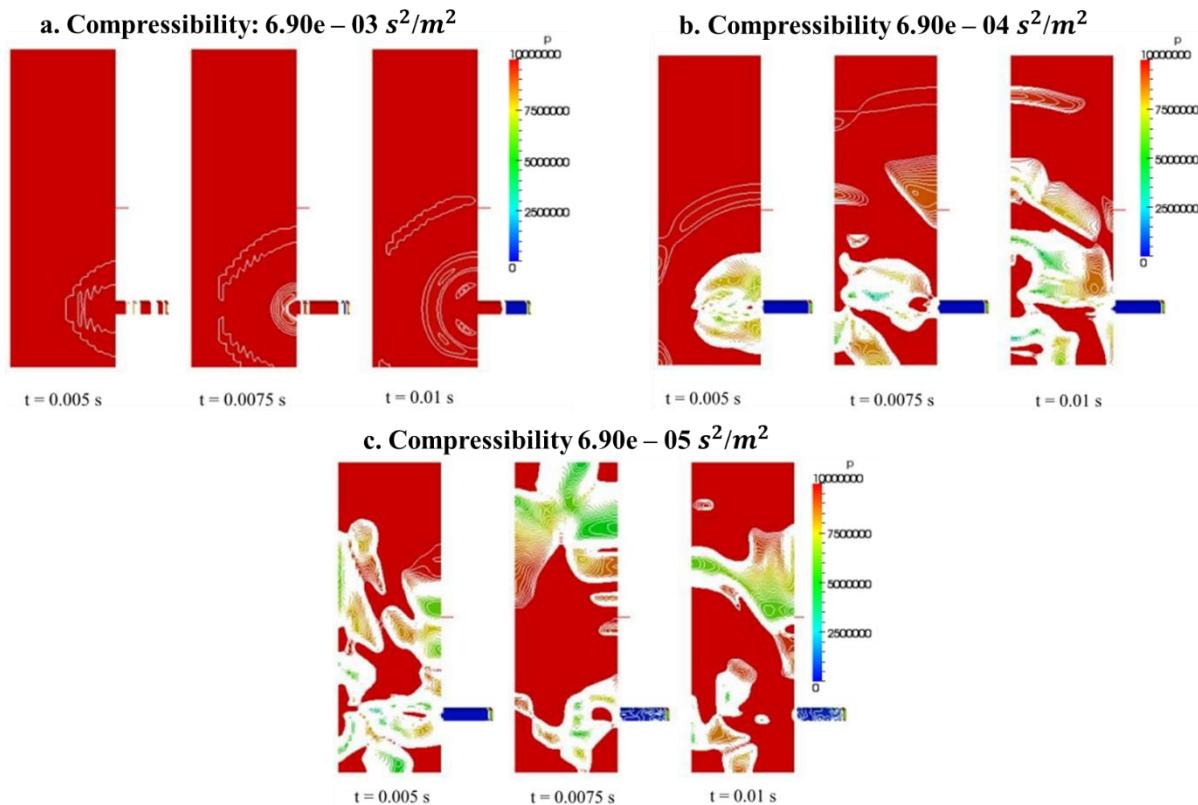 a. Compressibility: 6.90e – 03 s²/m²
p
10000000
7500000
5000000
2500000
0
t = 0.005 s
t = 0.0075 s
t = 0.01 s
b. Compressibility 6.90e – 04 s²/m²
p
10000000
7500000
5000000
2500000
0
t = 0.005 s
t = 0.0075 s
t = 0.01 s
c. Compressibility 6.90e – 05 s²/m²
p
10000000
7500000
5000000
2500000
0
t = 0.005 s
t = 0.0075 s
t = 0.01 s